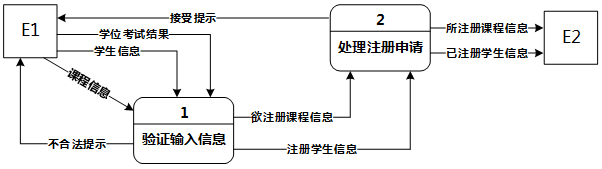 接受提示
2
E1
学位考试结果
处理注册申请
所注册课程信息
E2
学生信息
已注册学生信息
课程信息
1
欲注册课程信息
验证输入信息
不合法提示
注册学生信息